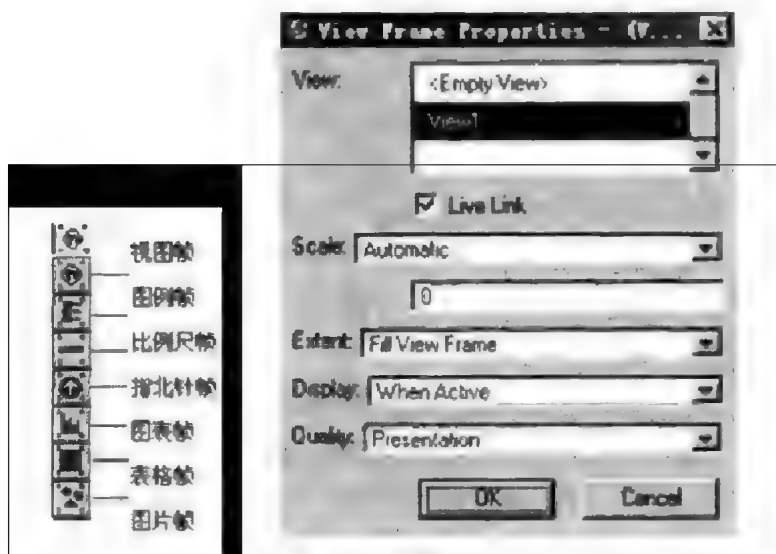 View Frame Properties - (V...
View:
<Empty View>
View1
Live Link
Scale:
Automatic
0
Extent:
Fill View Frame
Display:
When Active
Quality:
Presentation
OK
Cancel
视图帧
图例帧
比例尺帧
指北针帧
图表帧
表格帧
图片帧